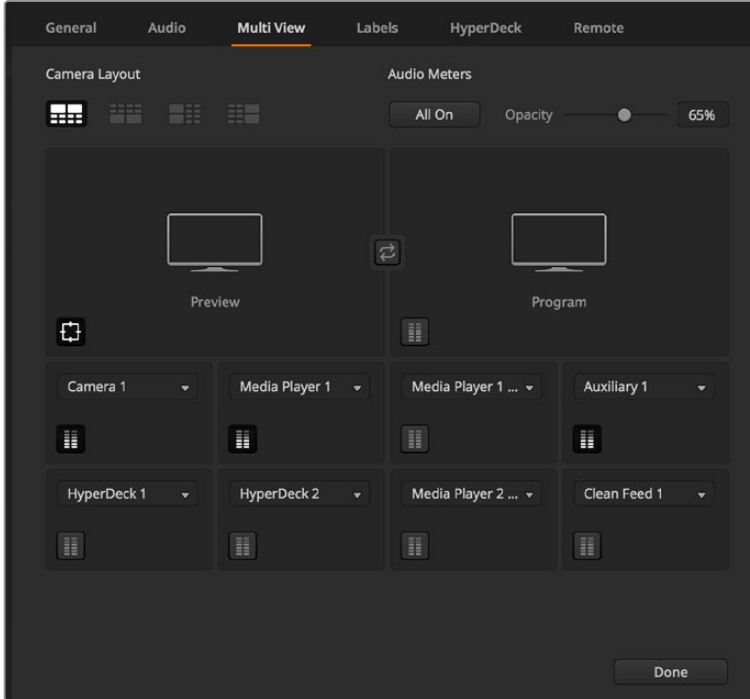 General Audio Multi View Labels HyperDeck Remote
Camera Layout Audio Meters
All On Opacity 65%
Preview Program
Camera 1 Media Player 1 Media Player 1 ... Auxiliary 1
HyperDeck 1 HyperDeck 2 Media Player 2 ... Clean Feed 1
Done